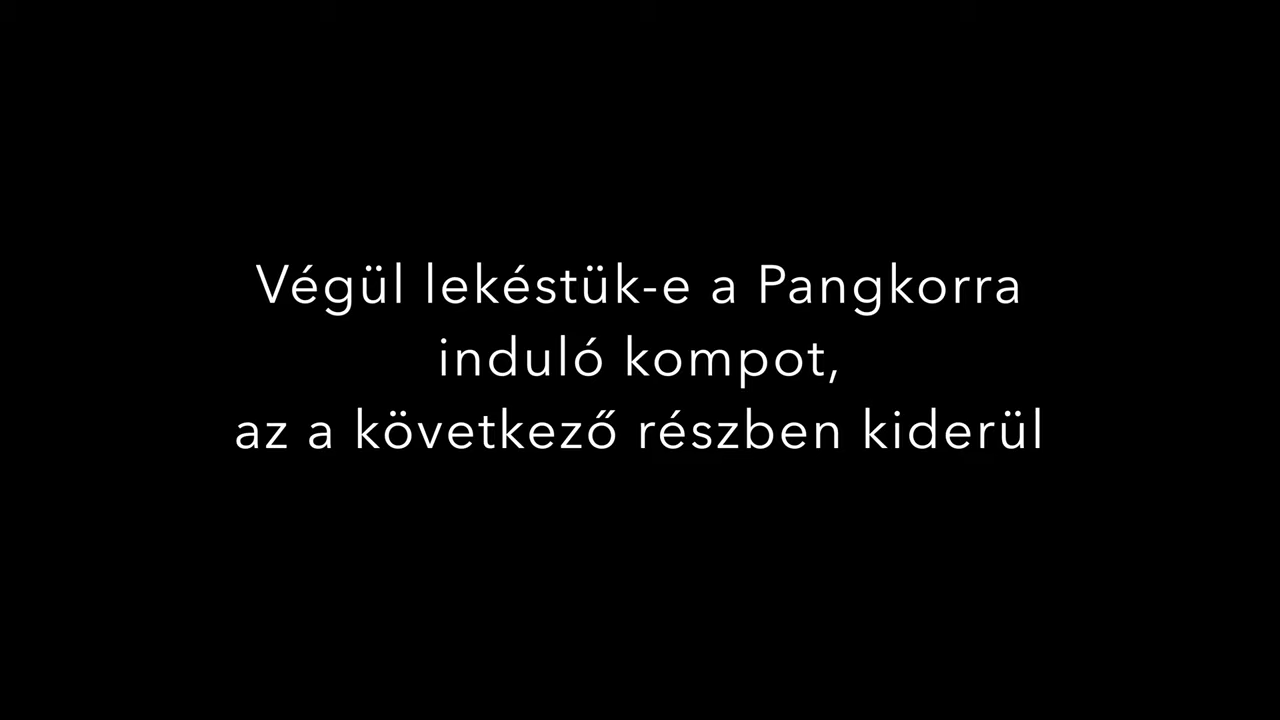 Végül lekéstük-e a Pangkorra
induló kompot,
az a következő részben kiderül